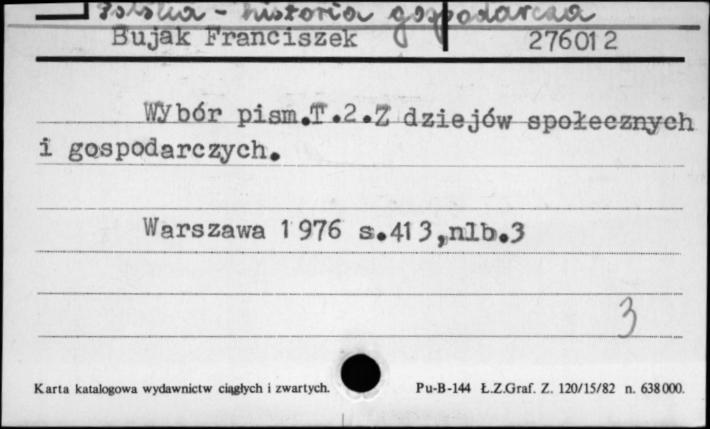 Polska - historia gospodarcza
Bujak Franciszek 276012
Wybór pism.T.2.Z dziejów społecznych
i gospodarczych.
Warszawa 1976 s.413,nlb.3
3
Karta katalogowa wydawnictw ciągłych i zwartych. Pu-B-144 Ł.Z.Graf. Z. 120/15/82 n. 638000.